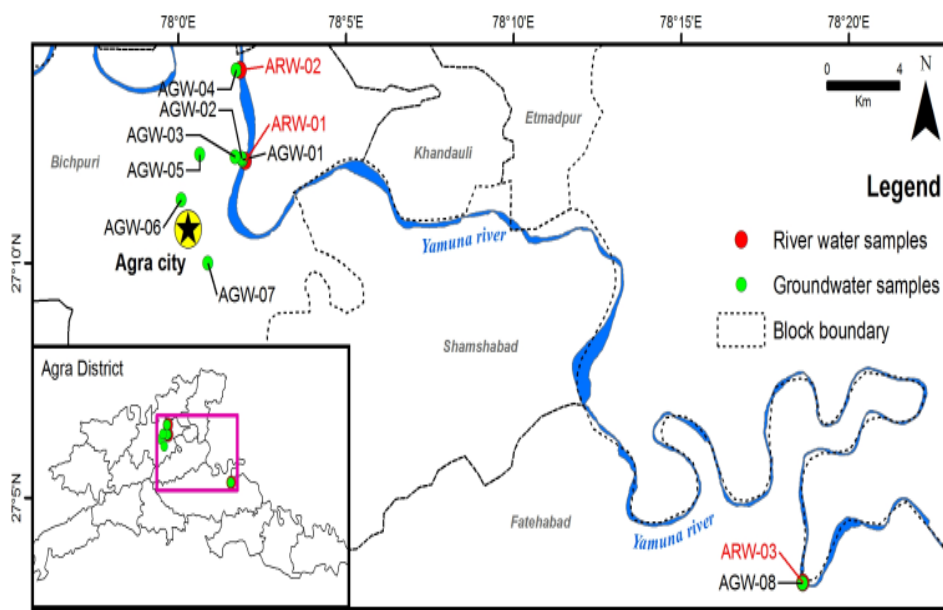 78°0'E
78°5'E
78°10'E
78°15'E
78°20'E
ARW-02
AGW-04
AGW-02
ARW-01
AGW-03
AGW-01
AGW-05
AGW-06
Agra city
AGW-07
Bichpuri
Khandauli
Etmadpur
0 4
Km
N
Legend
River water samples
Groundwater samples
Block boundary
Yamuna river
27°10'N
Shamshabad
Agra District
27°5'N
Fatehabad
Yamuna river
ARW-03
AGW-08